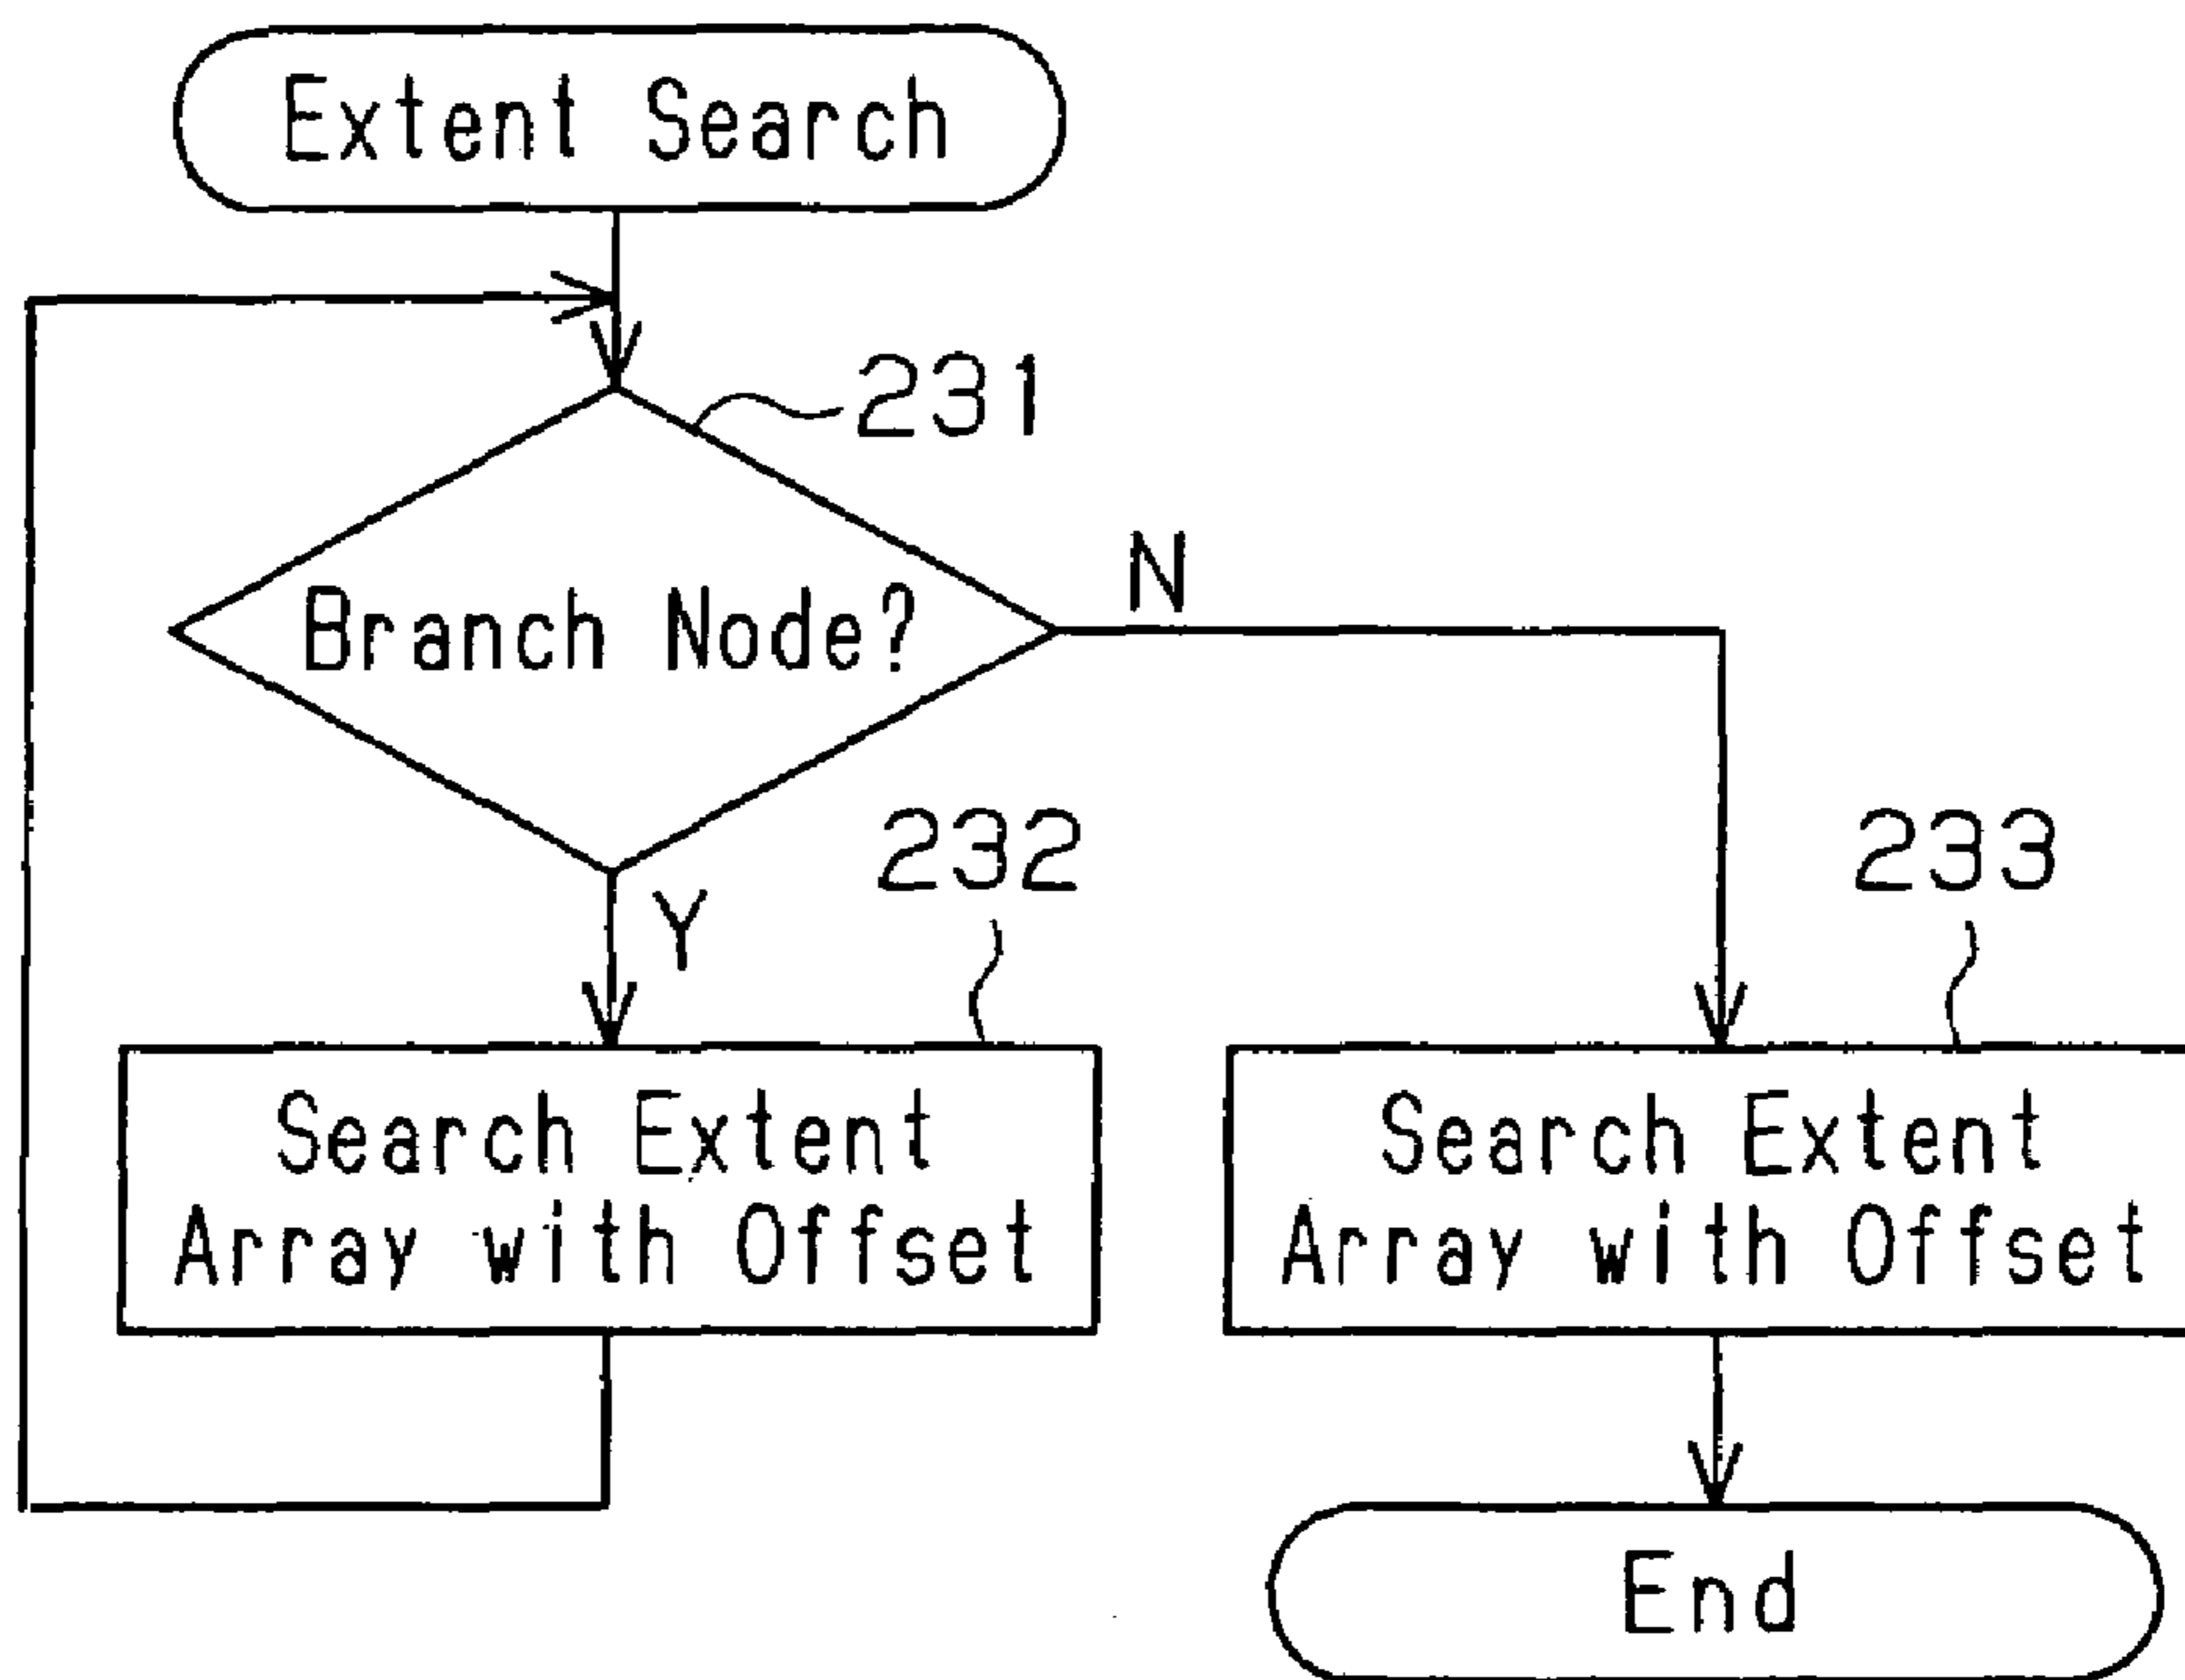 Extent Search
231
Branch Node?
N
Y
232
Search Extent
Array with Offset
233
Search Extent
Array with Offset
End